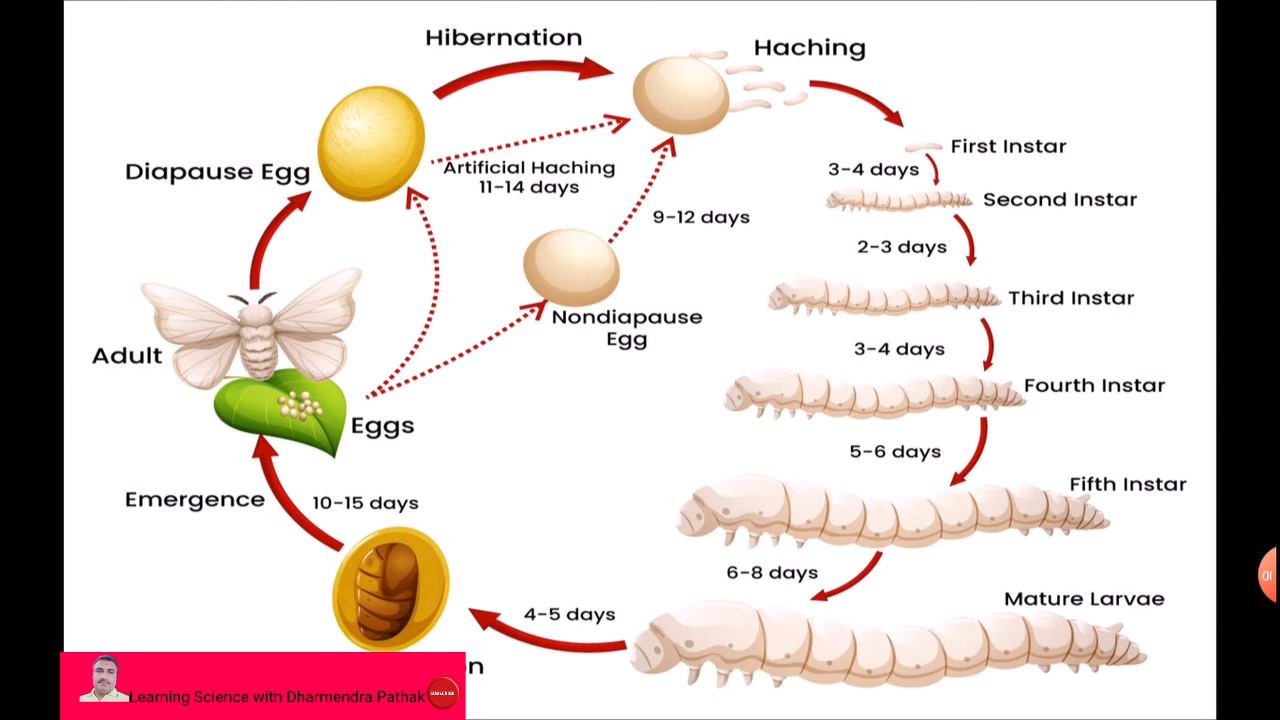 Hibernation
Haching
Diapause Egg
Artificial Haching
11-14 days
First Instar
3-4 days
Second Instar
9-12 days
2-3 days
Third Instar
Nondiapause
Egg
3-4 days
Adult
Fourth Instar
Eggs
5-6 days
Fifth Instar
Emergence
10-15 days
6-8 days
Mature Larvae
4-5 days
Learning Science with Dharmendra Pathak
SUBSCRIBE